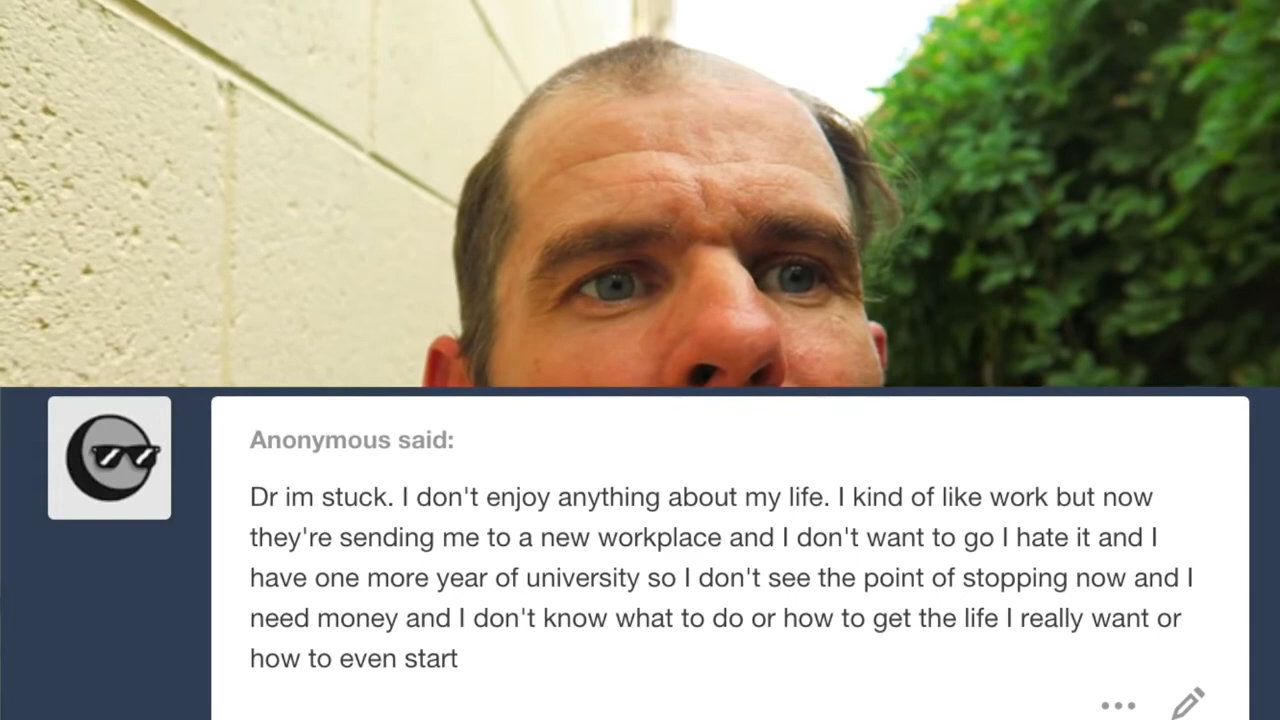 Anonymous said:
Dr im stuck. I don't enjoy anything about my life. I kind of like work but now
they're sending me to a new workplace and I don't want to go I hate it and I
have one more year of university so I don't see the point of stopping now and I
need money and I don't know what to do or how to get the life I really want or
how to even start